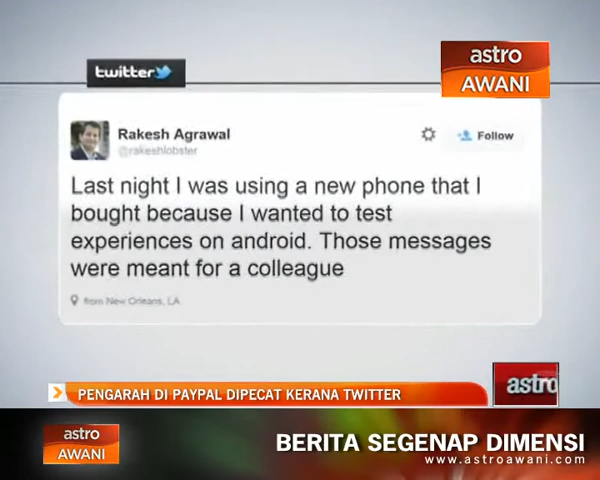 astro
AWANI
twitter
Rakesh Agrawal
@rakeshlobster
Follow
Last night I was using a new phone that I
bought because I wanted to test
experiences on android. Those messages
were meant for a colleague
from New Orleans, LA
PENGARAH DI PAYPAL DIPECAT KERANA TWITTER
astro
astro
AWANI
BERITA SEGENAP DIMENSI
www.astroawani.com